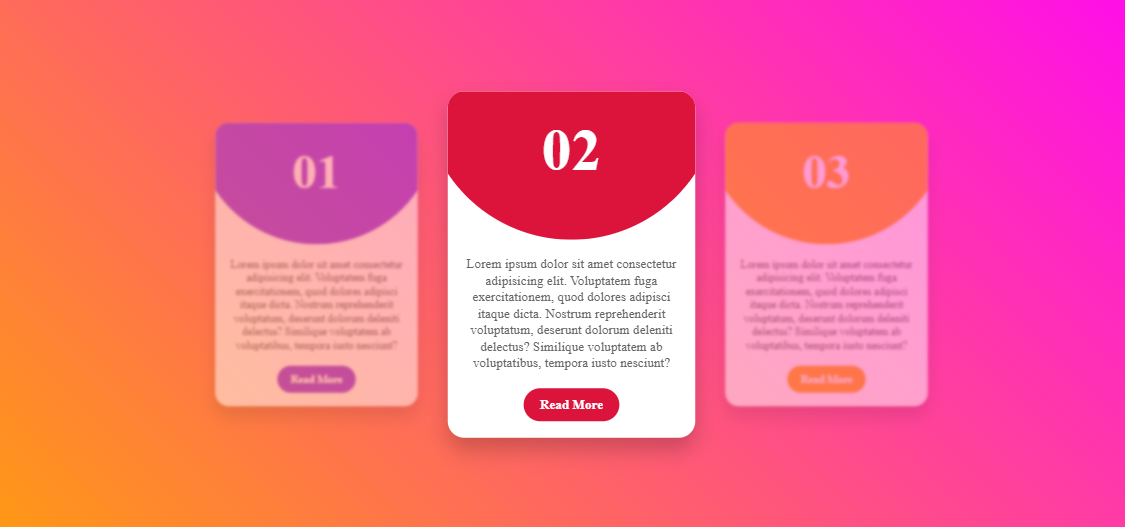 01
Lorem ipsum dolor sit amet consectetur
adipisicing elit. Voluptatem fuga
exercitationem, quod dolores adipisci
itaque dicta. Nostrum reprehenderit
voluptatum, deserunt dolorum deleniti
delectus? Similique voluptatem ab
voluptatibus, tempora iusto nesciunt?
Read More
02
Lorem ipsum dolor sit amet consectetur
adipisicing elit. Voluptatem fuga
exercitationem, quod dolores adipisci
itaque dicta. Nostrum reprehenderit
voluptatum, deserunt dolorum deleniti
delectus? Similique voluptatem ab
voluptatibus, tempora iusto nesciunt?
Read More
03
Lorem ipsum dolor sit amet consectetur
adipisicing elit. Voluptatem fuga
exercitationem, quod dolores adipisci
itaque dicta. Nostrum reprehenderit
voluptatum, deserunt dolorum deleniti
delectus? Similique voluptatem ab
voluptatibus, tempora iusto nesciunt?
Read More